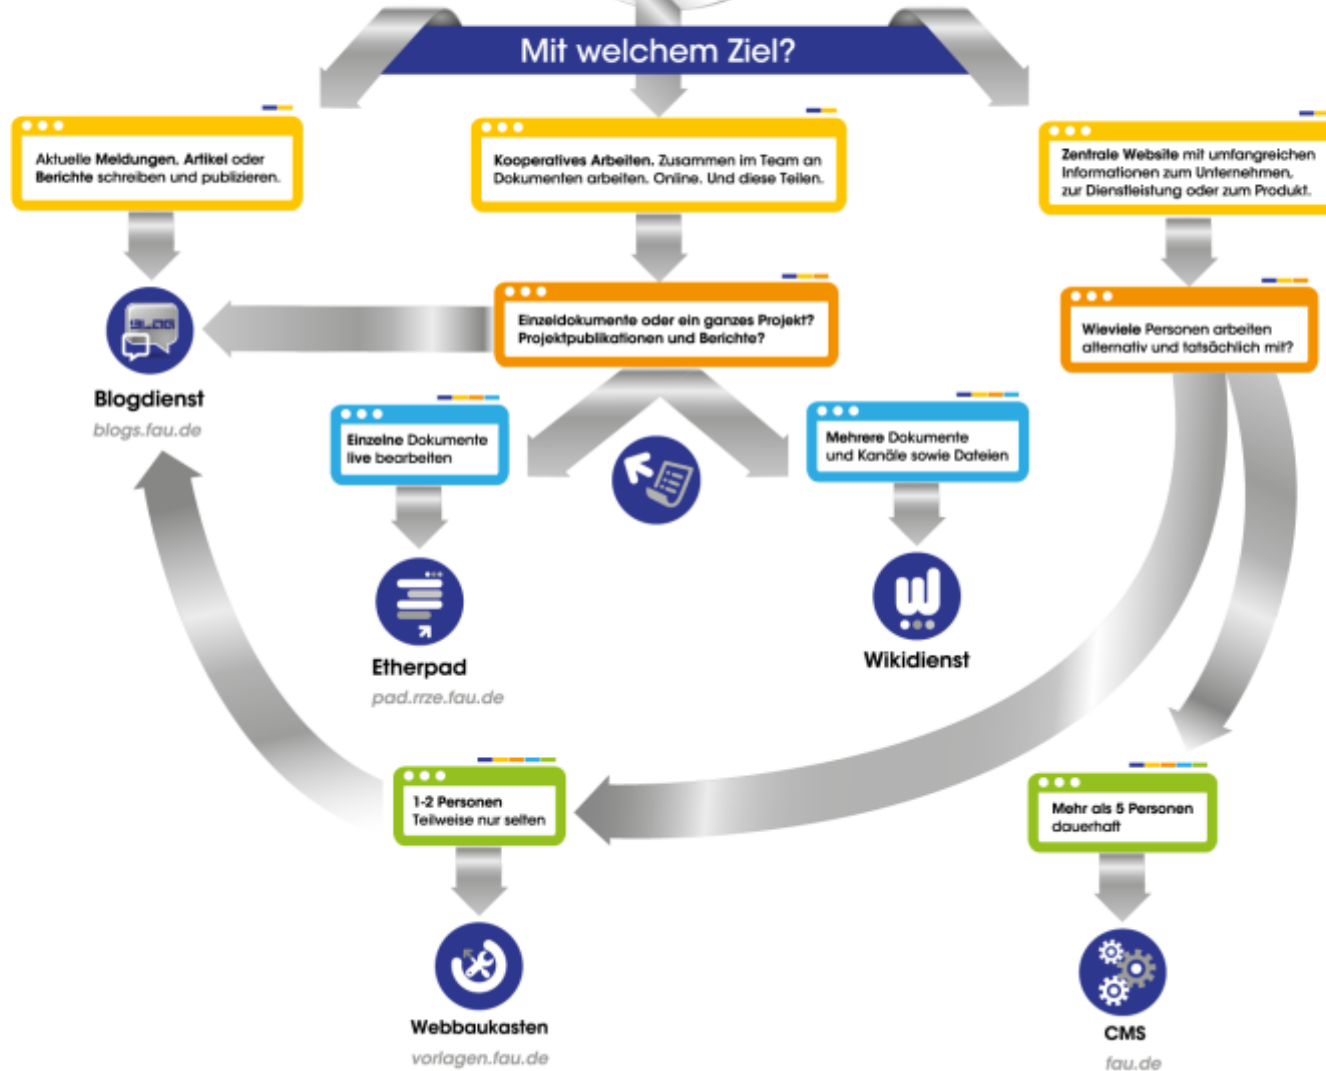 Mit welchem Ziel?
Aktuelle Meldungen. Artikel oder
Berichte schreiben und publizieren.
Kooperatives Arbeiten. Zusammen im Team an
Dokumenten arbeiten. Online. Und diese Teilen.
Zentrale Website mit umfangreichen
Informationen zum Unternehmen,
zur Dienstleistung oder zum Produkt.
BLOG
Blogdienst
blogs.fau.de
Einzeldokumente oder ein ganzes Projekt?
Projektpublikationen und Berichte?
Wieviele Personen arbeiten
alternativ und tatsächlich mit?
Einzelne Dokumente
live bearbeiten
Mehrere Dokumente
und Kanäle sowie Dateien
Etherpad
pad.rrze.fau.de
Wikidienst
1-2 Personen
Teilweise nur selten
Mehr als 5 Personen
dauerhaft
Webbaukasten
vorlagen.fau.de
CMS
fau.de